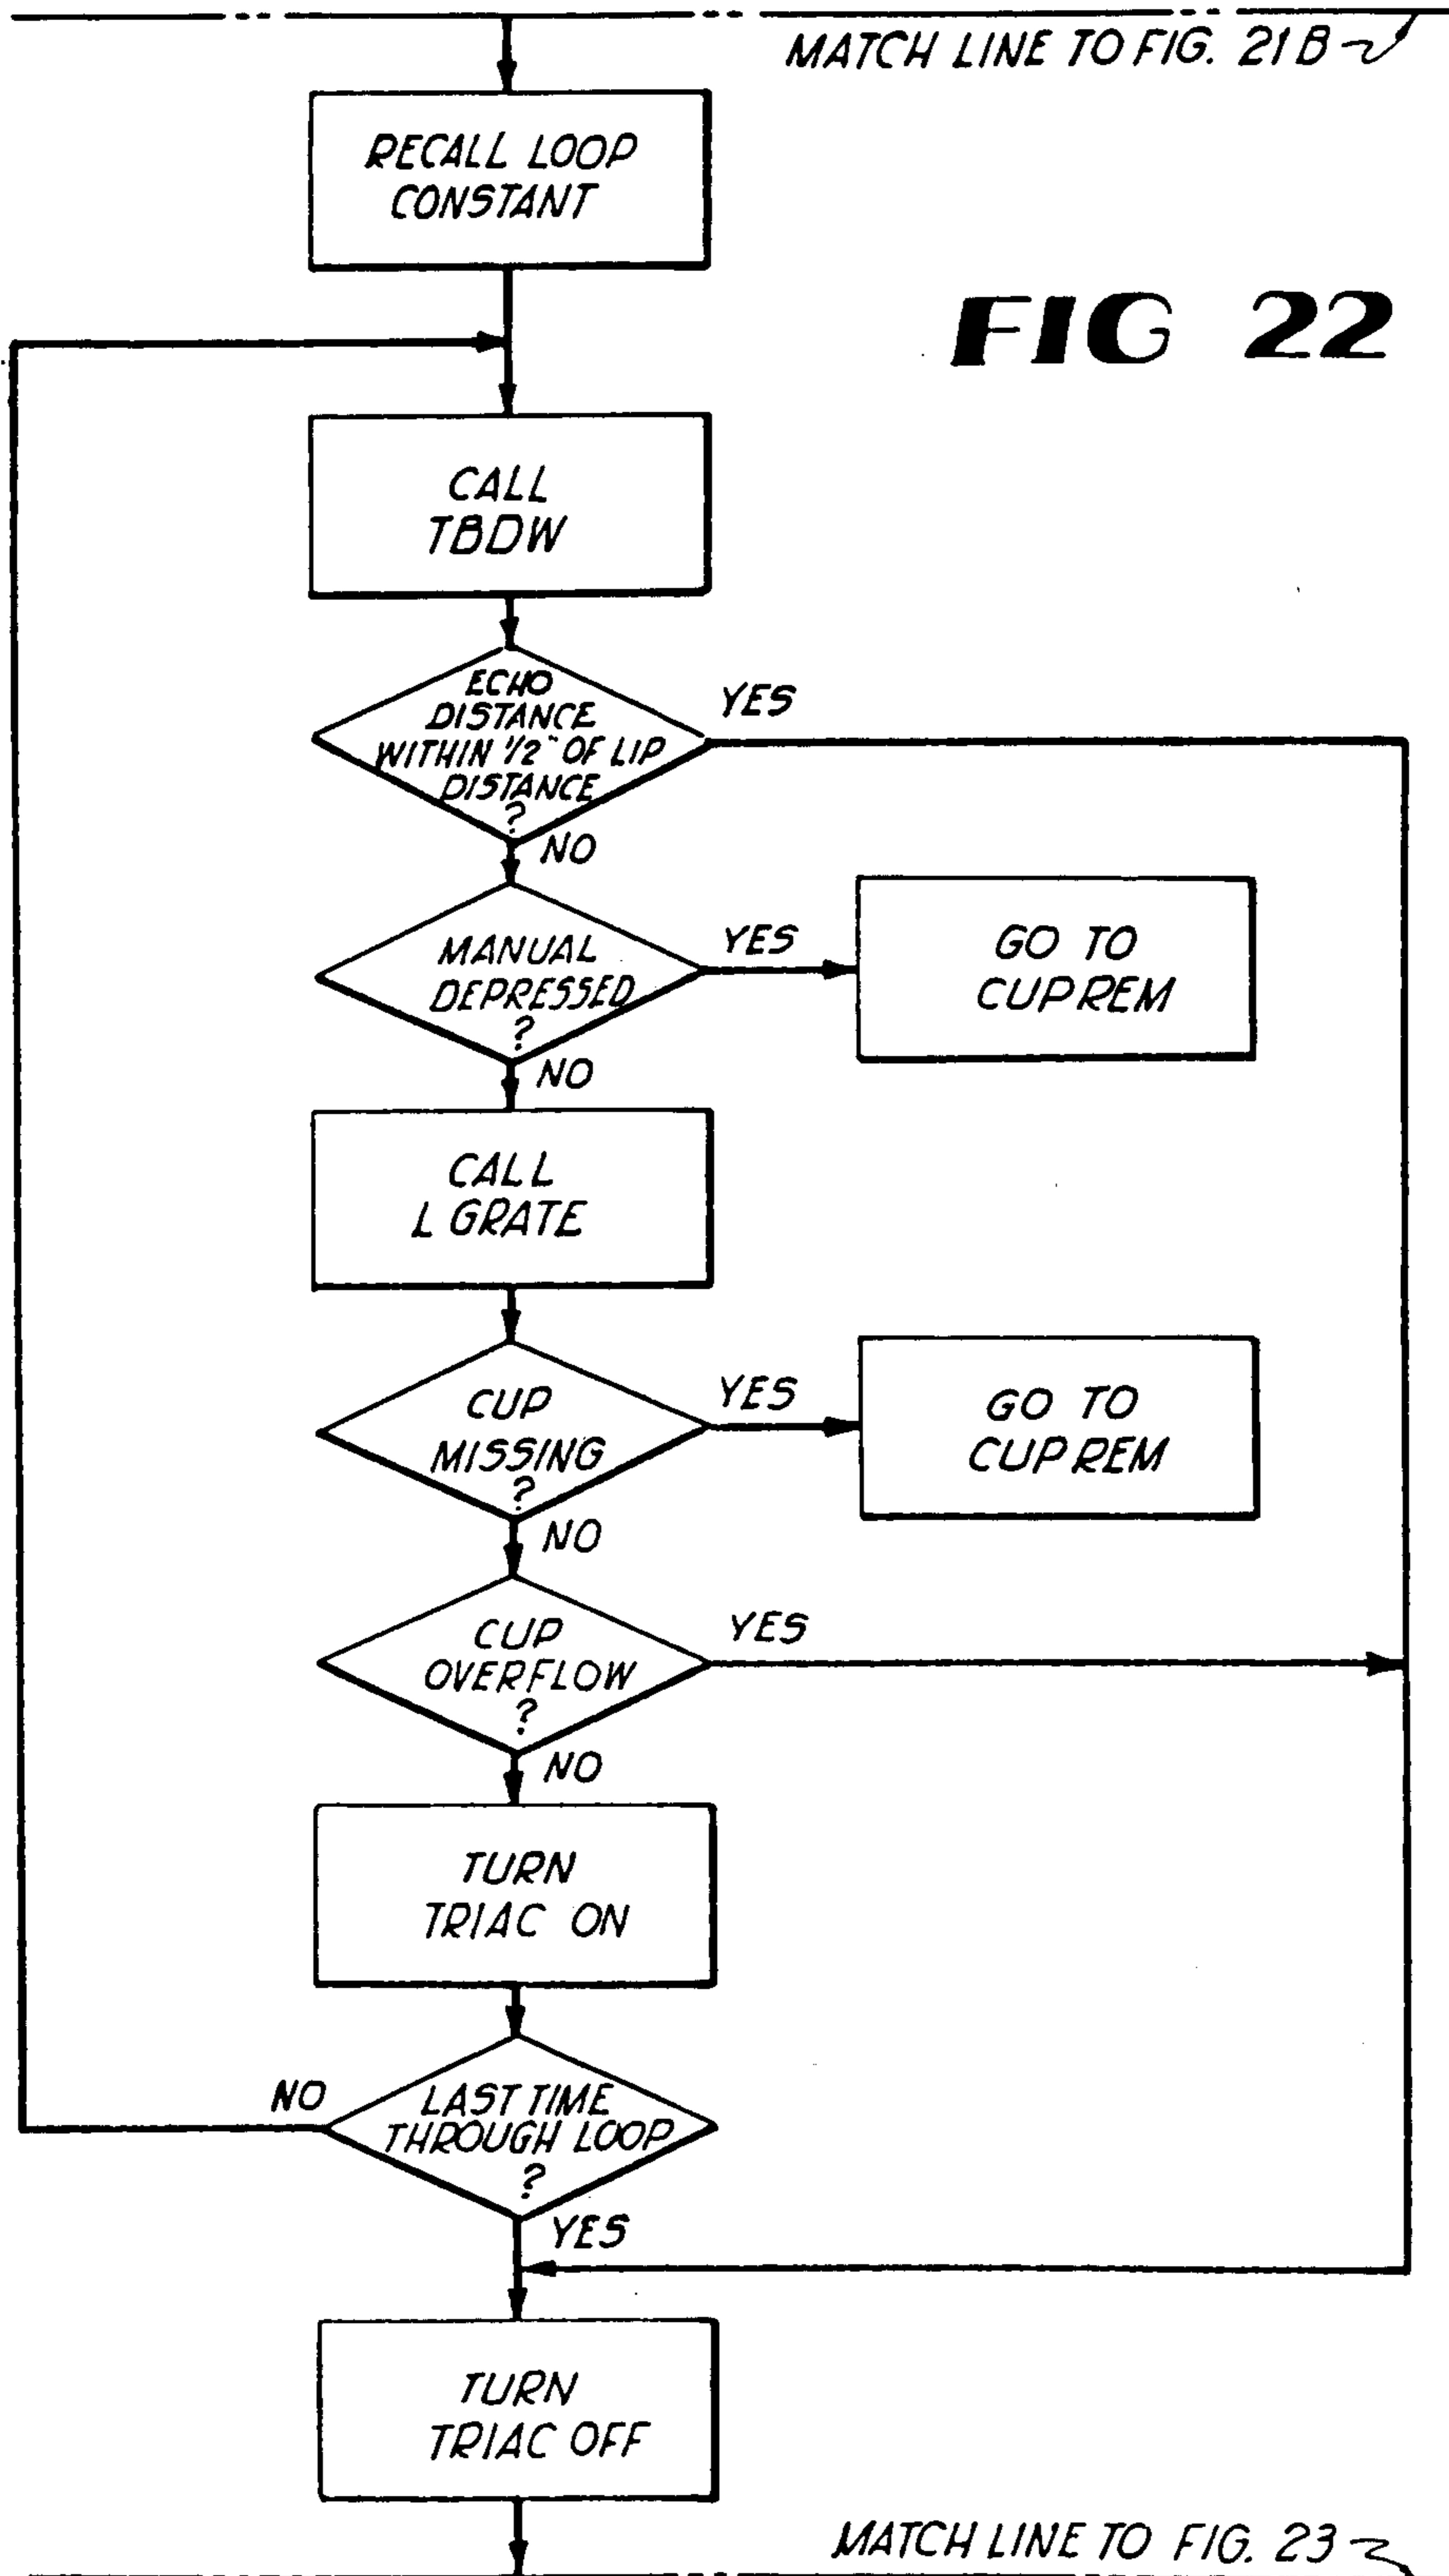 MATCH LINE TO FIG. 21B
RECALL LOOP
CONSTANT
FIG 22
CALL
TBDW
ECHO
DISTANCE
WITHIN 1/2" OF LIP
DISTANCE
?
YES
NO
MANUAL
DEPRESSED
?
YES
GO TO
CUPREM
NO
CALL
L GRATE
CUP
MISSING
?
YES
GO TO
CUPREM
NO
CUP
OVERFLOW
?
YES
NO
TURN
TRIAC ON
NO
LAST TIME
THROUGH LOOP
?
YES
TURN
TRIAC OFF
MATCH LINE TO FIG. 23